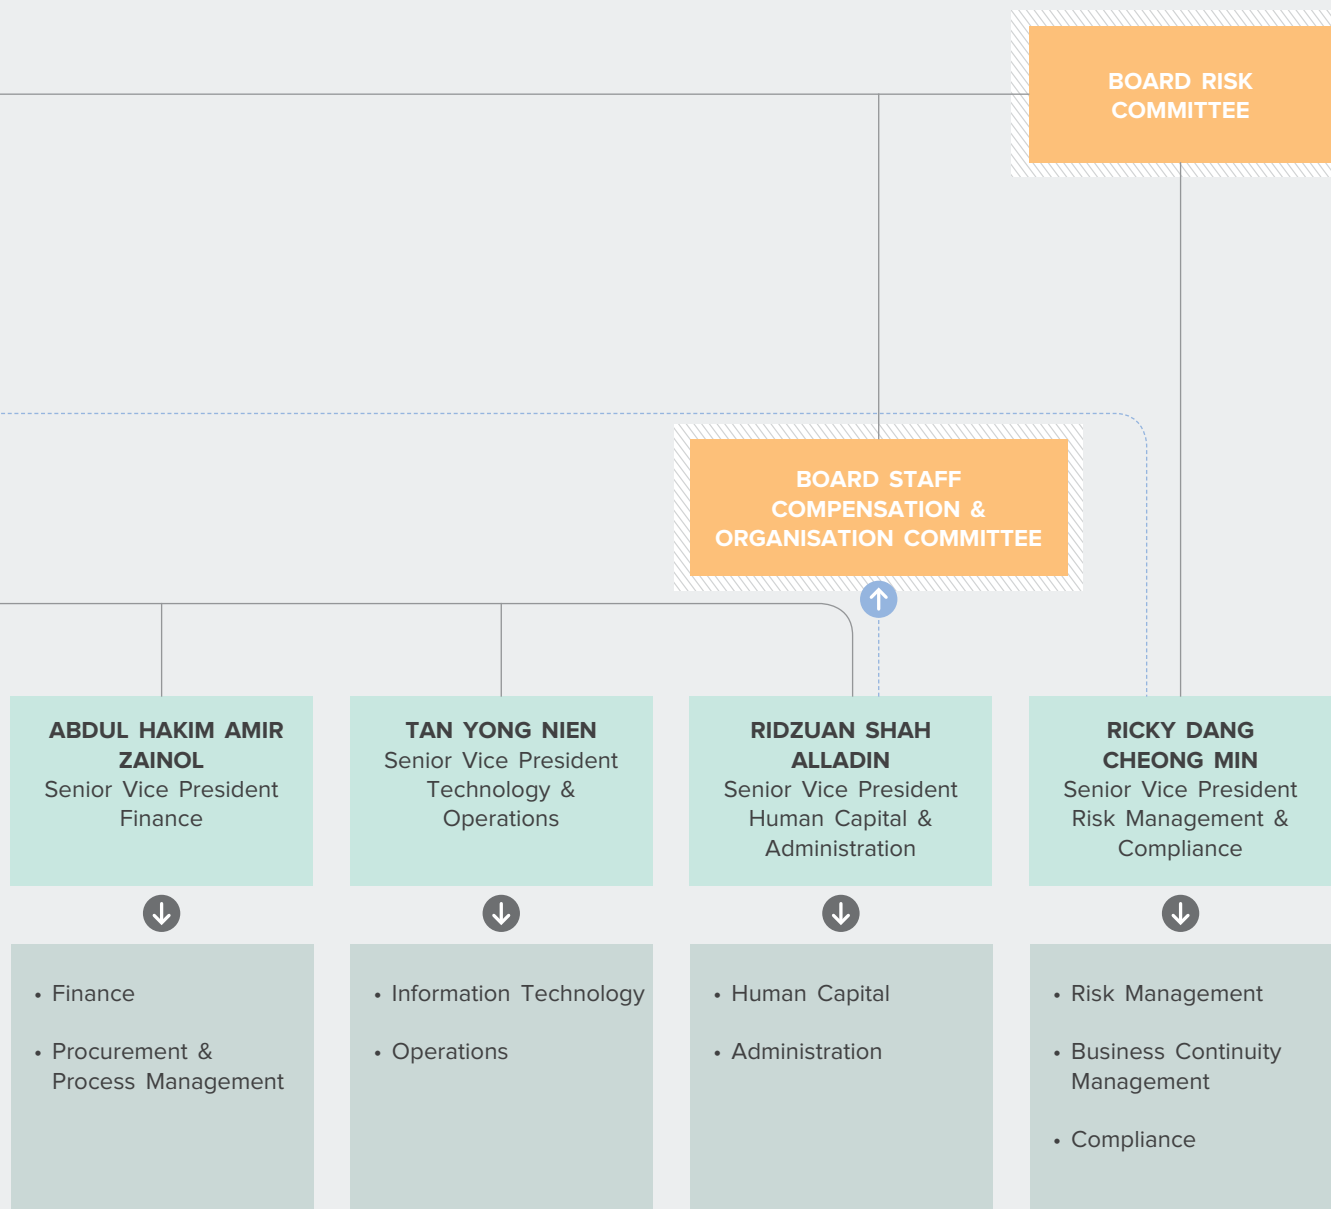 BOARD RISK
COMMITTEE
BOARD STAFF
COMPENSATION &
ORGANISATION COMMITTEE
ABDUL HAKIM AMIR
ZAINOL
Senior Vice President
Finance
TAN YONG NIEN
Senior Vice President
Technology &
Operations
RIDZUAN SHAH
ALLADIN
Senior Vice President
Human Capital &
Administration
RICKY DANG
CHEONG MIN
Senior Vice President
Risk Management &
Compliance
• Finance
• Procurement &
Process Management
• Information Technology
• Operations
• Human Capital
• Administration
• Risk Management
• Business Continuity
Management
• Compliance